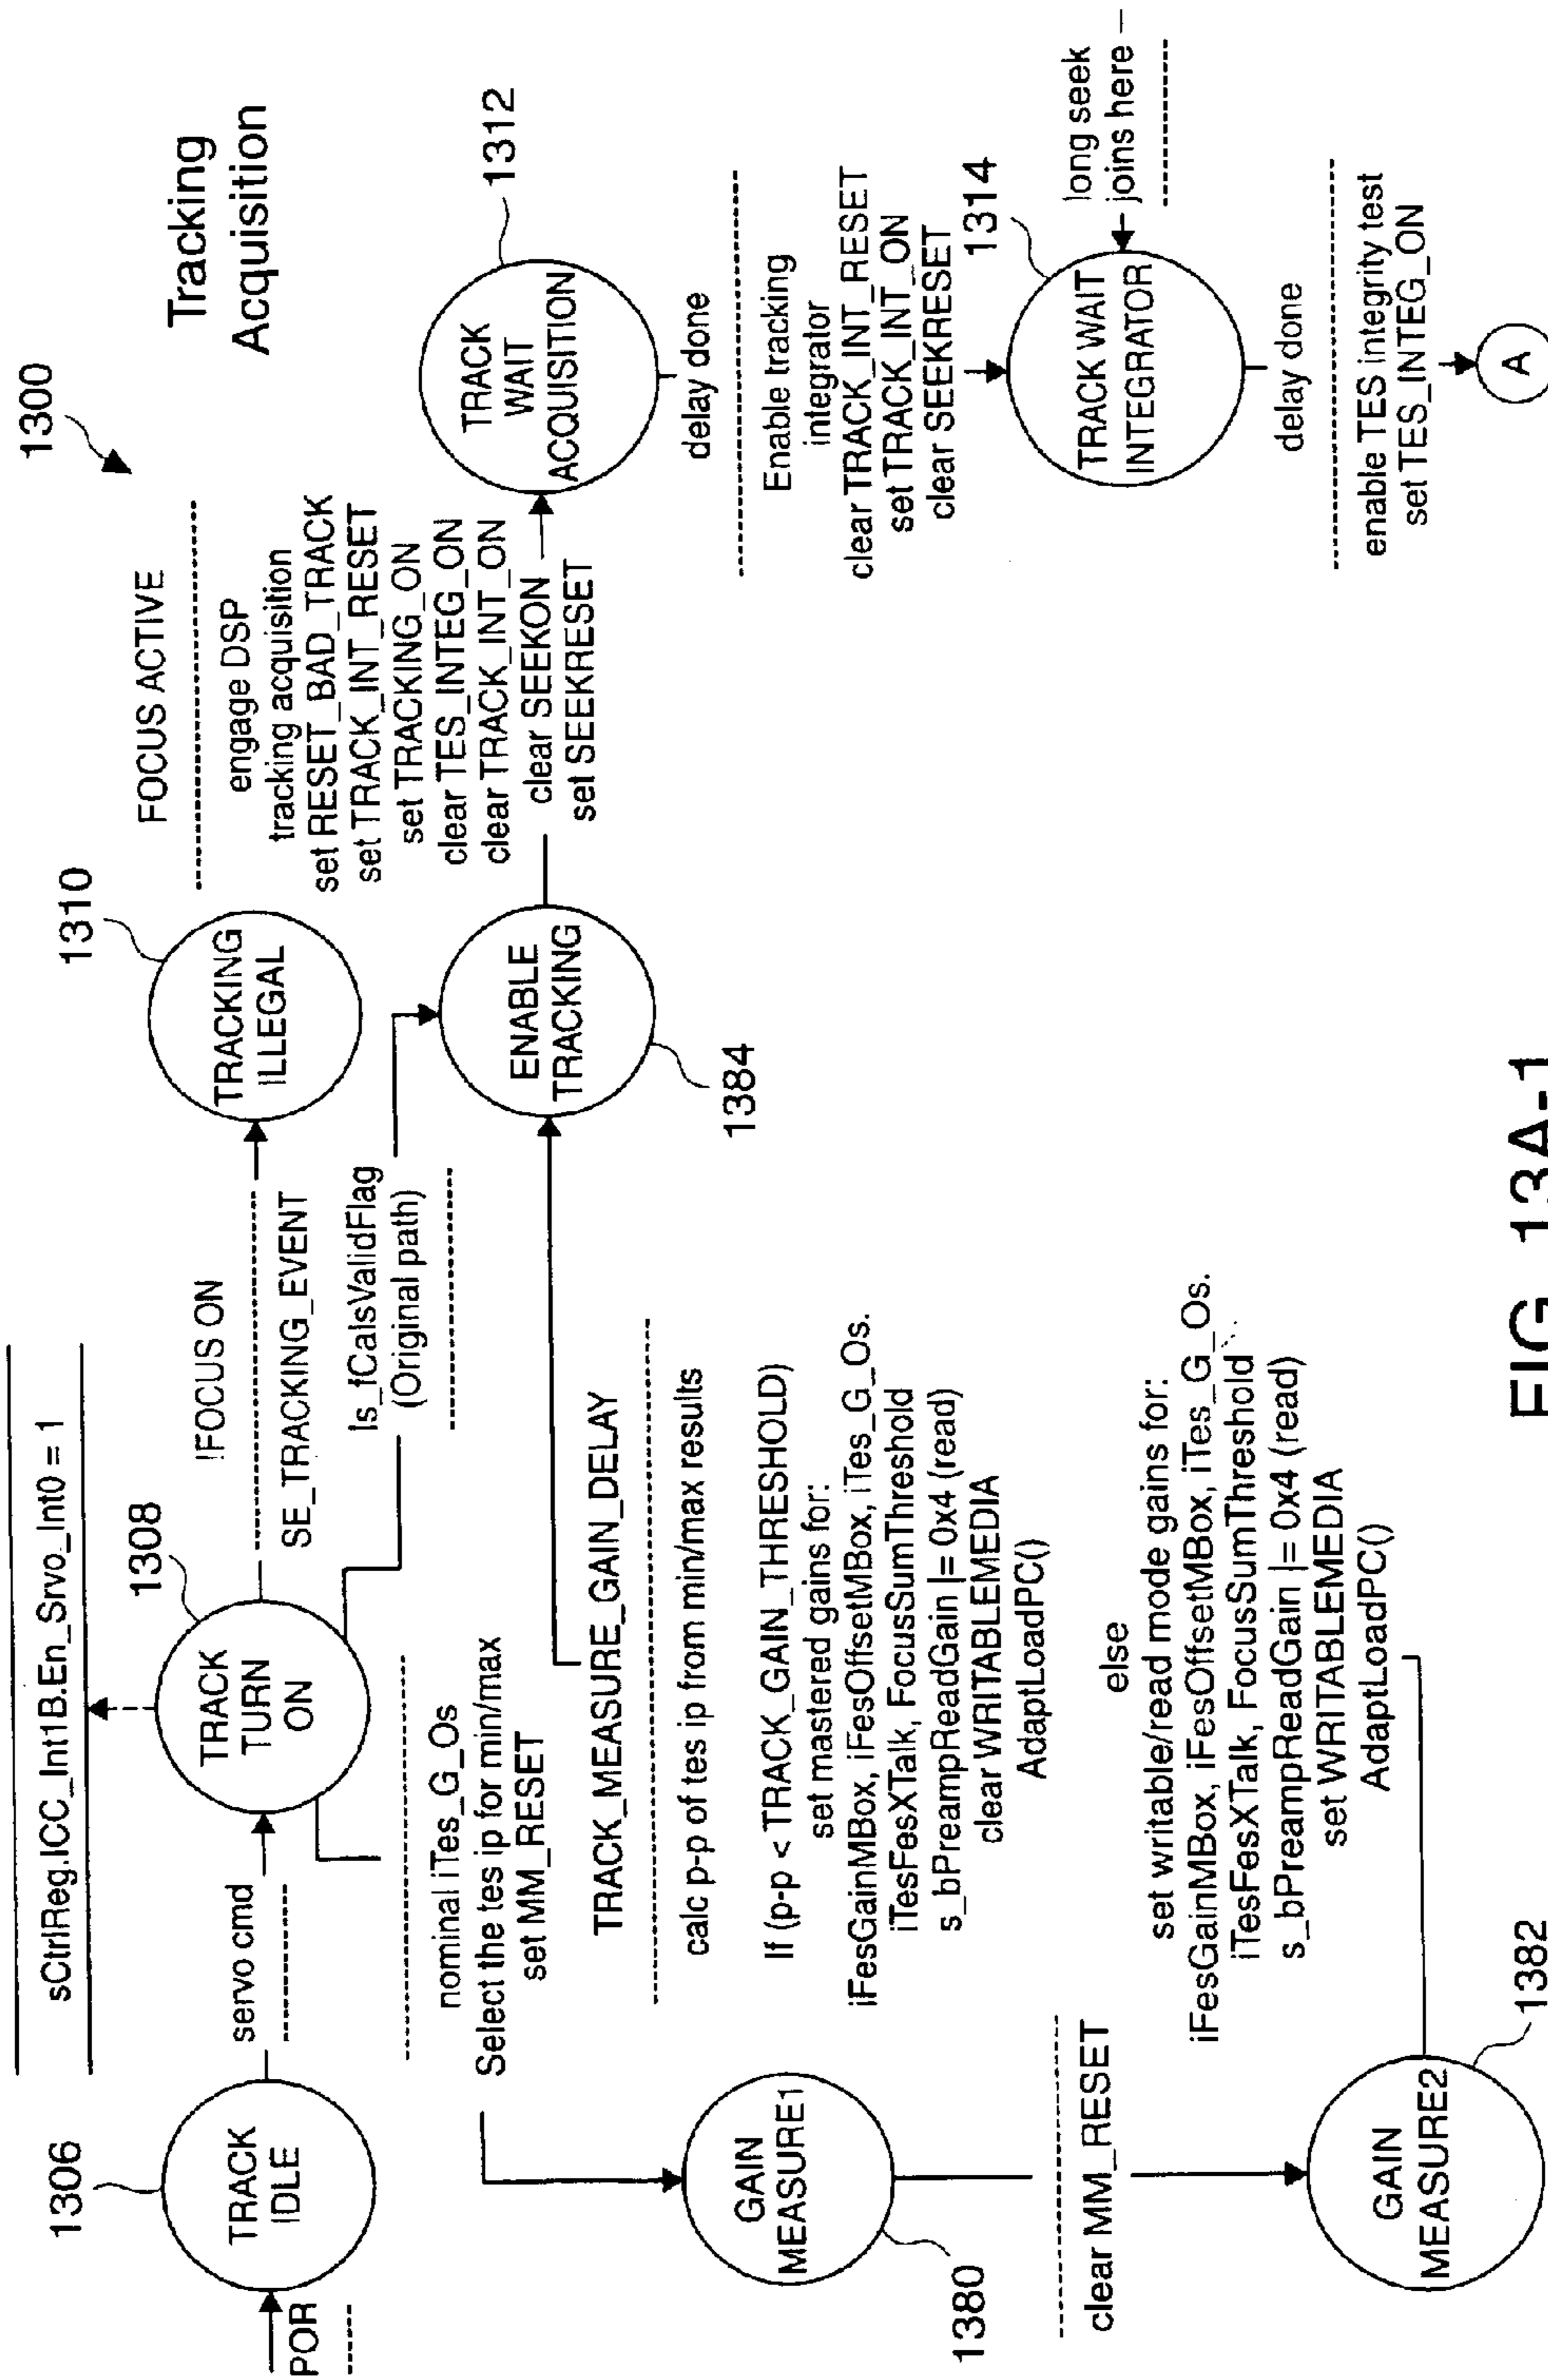 1300
Tracking
Acquisition
sCtrlReg.ICC_Int1B.En_Srvo_Int0 = 1
POR
1306
TRACK
IDLE
servo cmd
1308
TRACK
TURN
ON
!FOCUS ON
SE_TRACKING_EVENT
1310
TRACKING
ILLEGAL
Is_fCalsValidFlag
(Original path)
nominal iTes_G_Os
Select the tes ip for min/max
set MM_RESET
1380
GAIN
MEASURE1
clear MM_RESET
1382
GAIN
MEASURE2
TRACK_MEASURE_GAIN_DELAY
calc p-p of tes ip from min/max results
If (p-p < TRACK_GAIN_THRESHOLD)
set mastered gains for:
iFesGainMBox, iFesOffsetMBox, iTes_G_Os.
iTesFesXTalk, FocusSumThreshold
s_bPreampReadGain |= 0x4 (read)
clear WRITABLEMEDIA
AdaptLoadPC()
else
set writable/read mode gains for:
iFesGainMBox, iFesOffsetMBox, iTes_G_Os.
iTesFesXTalk, FocusSumThreshold
s_bPreampReadGain |= 0x4 (read)
set WRITABLEMEDIA
AdaptLoadPC()
ENABLE
TRACKING
1384
FOCUS ACTIVE
engage DSP
tracking acquisition
set RESET_BAD_TRACK
set TRACK_INT_RESET
set TRACKING_ON
clear TES_INTEG_ON
clear TRACK_INT_ON
clear SEEKON
set SEEKRESET
1312
TRACK
WAIT
ACQUISITION
delay done
Enable tracking
integrator
clear TRACK_INT_RESET
set TRACK_INT_ON
clear SEEKRESET
1314
TRACK WAIT
INTEGRATOR
long seek
joins here
delay done
enable TES integrity test
set TES_INTEG_ON
A
FIG. 13A-1